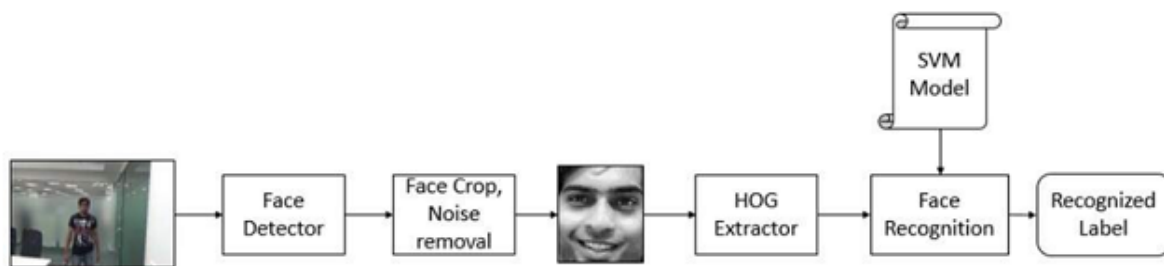 SVM
Model
Face
Detector
Face Crop,
Noise
removal
HOG
Extractor
Face
Recognition
Recognized
Label